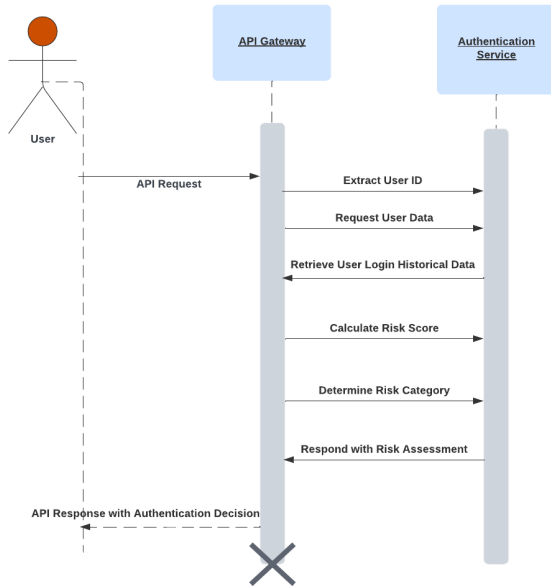 API Gateway
Authentication
Service
User
API Request
Extract User ID
Request User Data
Retrieve User Login Historical Data
Calculate Risk Score
Determine Risk Category
Respond with Risk Assessment
API Response with Authentication Decision